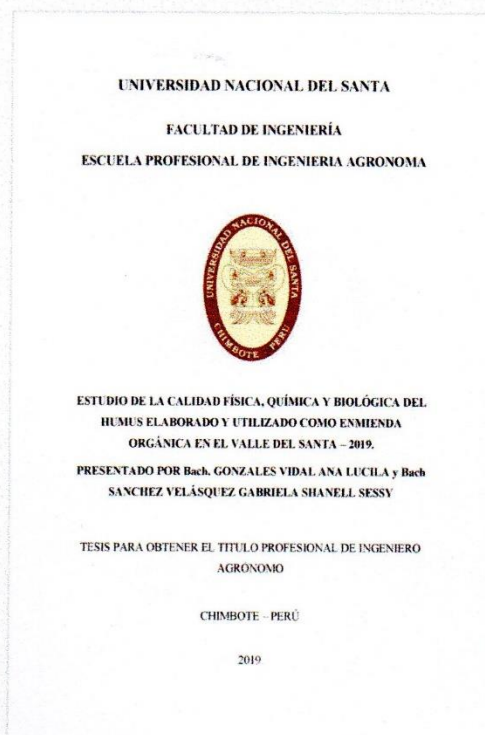 UNIVERSIDAD NACIONAL DEL SANTA
FACULTAD DE INGENIERÍA
ESCUELA PROFESIONAL DE INGENIERIA AGRONOMA
UNIVERSIDAD NACIONAL DEL SANTA
CHIMBOTE PERU
ESTUDIO DE LA CALIDAD FÍSICA, QUÍMICA Y BIOLÓGICA DEL
HUMUS ELABORADO Y UTILIZADO COMO ENMIENDA
ORGÁNICA EN EL VALLE DEL SANTA – 2019.
PRESENTADO POR Bach. GONZALES VIDAL ANA LUCILA y Bach
SANCHEZ VELÁSQUEZ GABRIELA SHANELL SESSY
TESIS PARA OBTENER EL TITULO PROFESIONAL DE INGENIERO
AGRÓNOMO
CHIMBOTE – PERÚ
2019